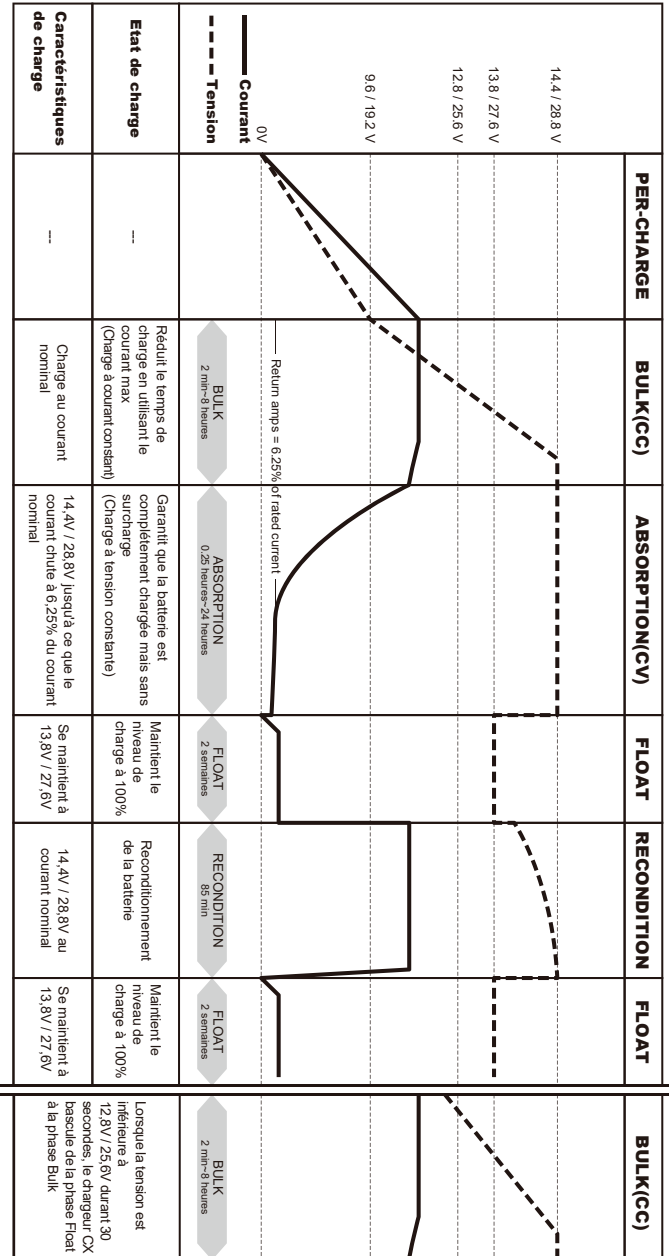 PER-CHARGE
BULK(CC)
ABSORPTION(CV)
FLOAT
RECONDITION
FLOAT
BULK(CC)
14.4 / 28.8 V
13.8 / 27.6 V
12.8 / 25.6 V
9.6 / 19.2 V
0V
Courant
Tension
Return amps = 6.25% of rated current
BULK
2 min~8 heures
ABSORPTION
0.25 heures~24 heures
FLOAT
2 semaines
RECONDITION
85 min
FLOAT
2 semaines
BULK
2 min~8 heures
Etat de charge
---
Réduit le temps de
charge en utilisant le
courant max
(Charge à courant constant)
Garantit que la batterie est
complètement chargée mais sans
surcharge
(Charge à tension constante)
Maintient le
niveau de
charge à 100%
Reconditionnement
de la batterie
Maintient le
niveau de
charge à 100%
Lorsque la tension est
inférieure à
12,8V / 25,6V durant 30
secondes, le chargeur CX
bascule de la phase Float
à la phase Bulk
Caractéristiques
de charge
---
Charge au courant
nominal
14,4V / 28,8V jusqu'à ce que le
courant chute à 6,25% du courant
nominal
Se maintient à
13,8V / 27,6V
14,4V / 28,8V au
courant nominal
Se maintient à
13,8V / 27,6V